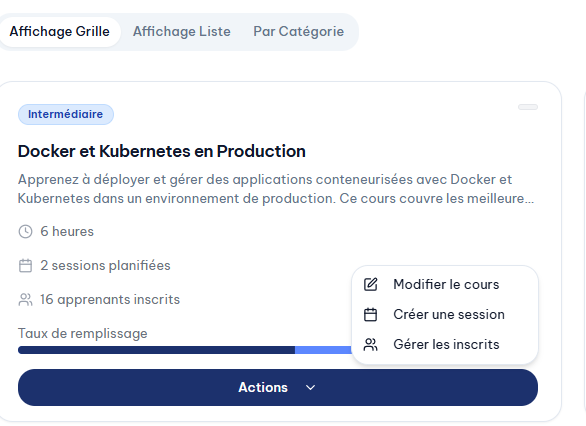 Affichage Grille
Affichage Liste
Par Catégorie
Intermédiaire
Docker et Kubernetes en Production
Apprenez à déployer et gérer des applications conteneurisées avec Docker et
Kubernetes dans un environnement de production. Ce cours couvre les meilleure...
6 heures
2 sessions planifiées
16 apprenants inscrits
Modifier le cours
Créer une session
Gérer les inscrits
Taux de remplissage
Actions